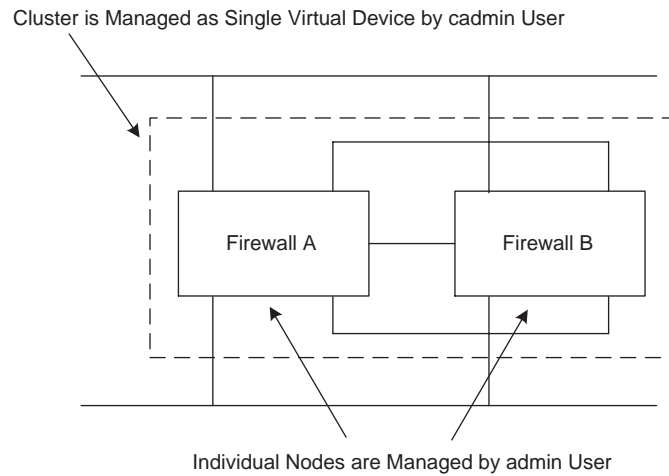 Cluster is Managed as Single Virtual Device by cadmin User
Firewall A
Firewall B
Individual Nodes are Managed by admin User